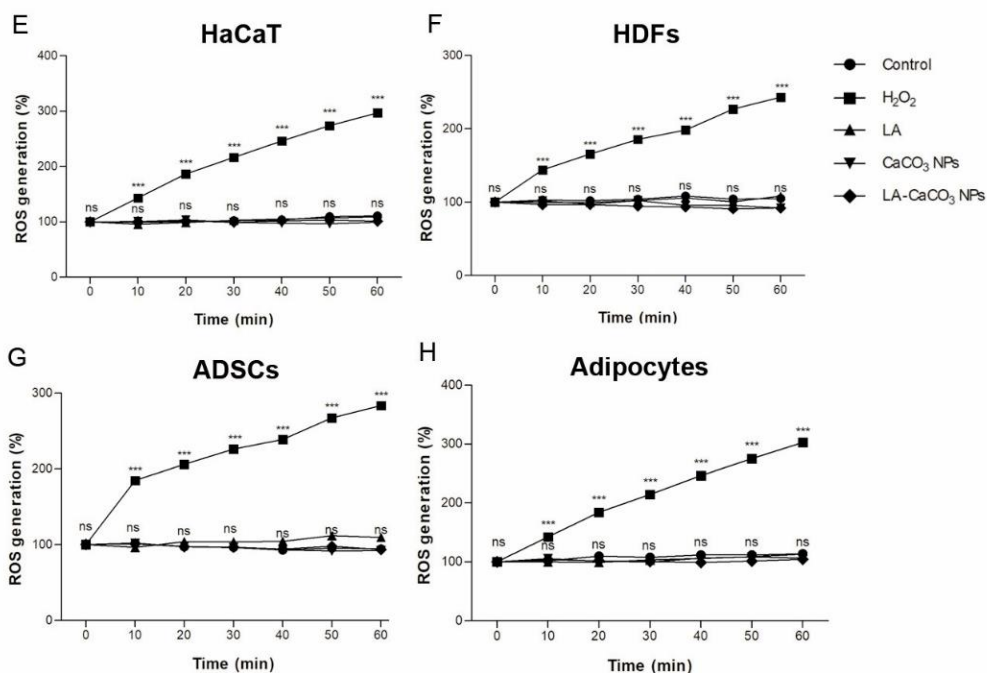 E
HaCaT
ROS generation (%)
400
300
200
100
0
ns *** *** *** *** *** ***
ns ns ns ns ns ns
0 10 20 30 40 50 60
Time (min)
F
HDFs
ROS generation (%)
300
200
100
0
ns *** *** *** *** *** ***
ns ns ns ns ns ns
0 10 20 30 40 50 60
Time (min)
Control
H₂O₂
LA
CaCO₃ NPs
LA-CaCO₃ NPs
G
ADSCs
ROS generation (%)
300
200
100
0
ns *** *** *** *** *** ***
ns ns ns ns ns ns
0 10 20 30 40 50 60
Time (min)
H
Adipocytes
ROS generation (%)
400
300
200
100
0
ns *** *** *** *** *** ***
ns ns ns ns ns ns
0 10 20 30 40 50 60
Time (min)